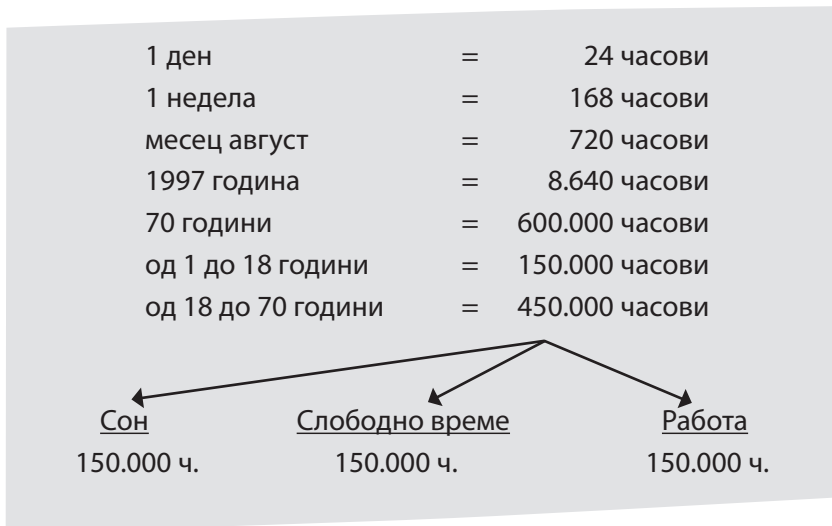 1 ден = 24 часови
1 недела = 168 часови
месец август = 720 часови
1997 година = 8.640 часови
70 години = 600.000 часови
од 1 до 18 години = 150.000 часови
од 18 до 70 години = 450.000 часови
Сон Слободно време Работа
150.000 ч. 150.000 ч. 150.000 ч.